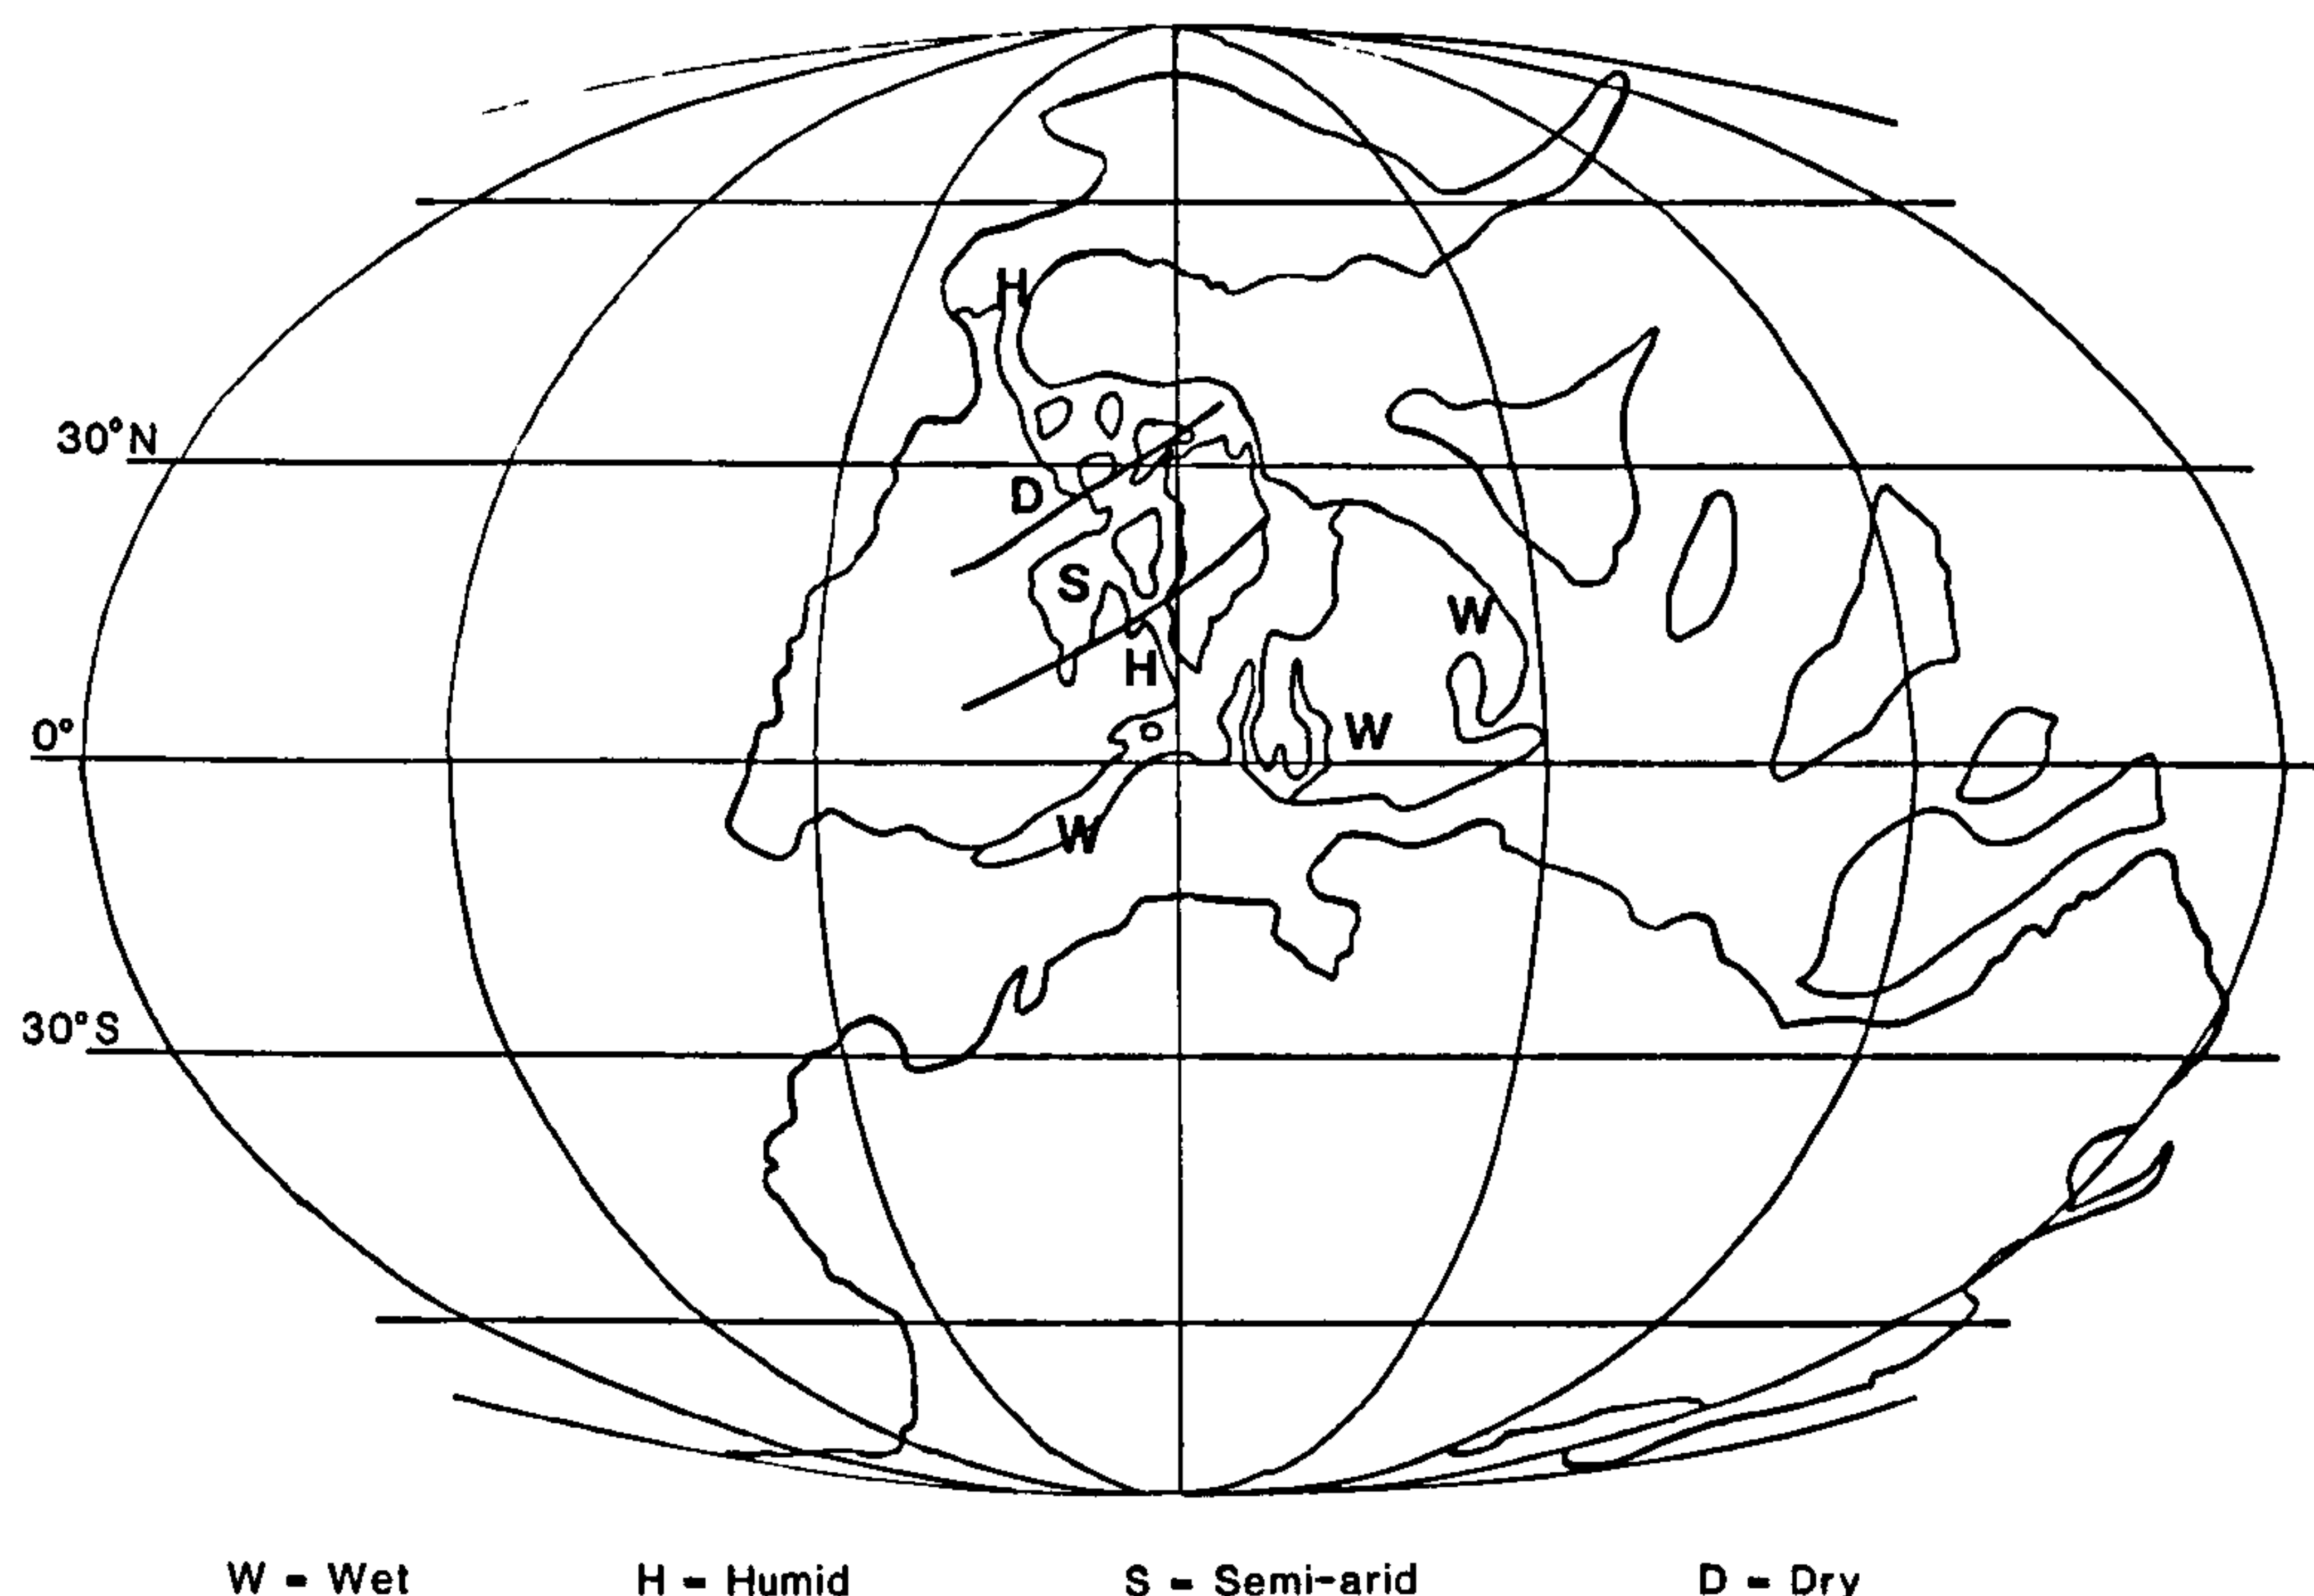 H
30°N
D
S
W
H
0°
W
W
30°S
W = Wet H = Humid S = Semi-arid D = Dry